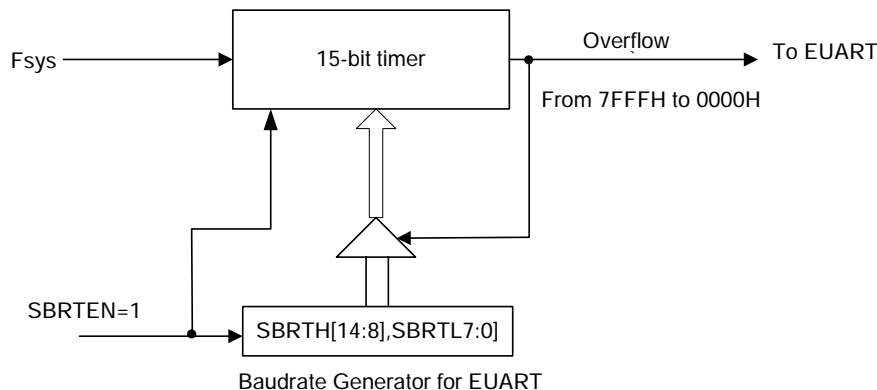 Fsys
15-bit timer
Overflow
To EUART
From 7FFFH to 0000H
SBRTEN=1
SBRTH[14:8],SBRTL7:0]
Baudrate Generator for EUART